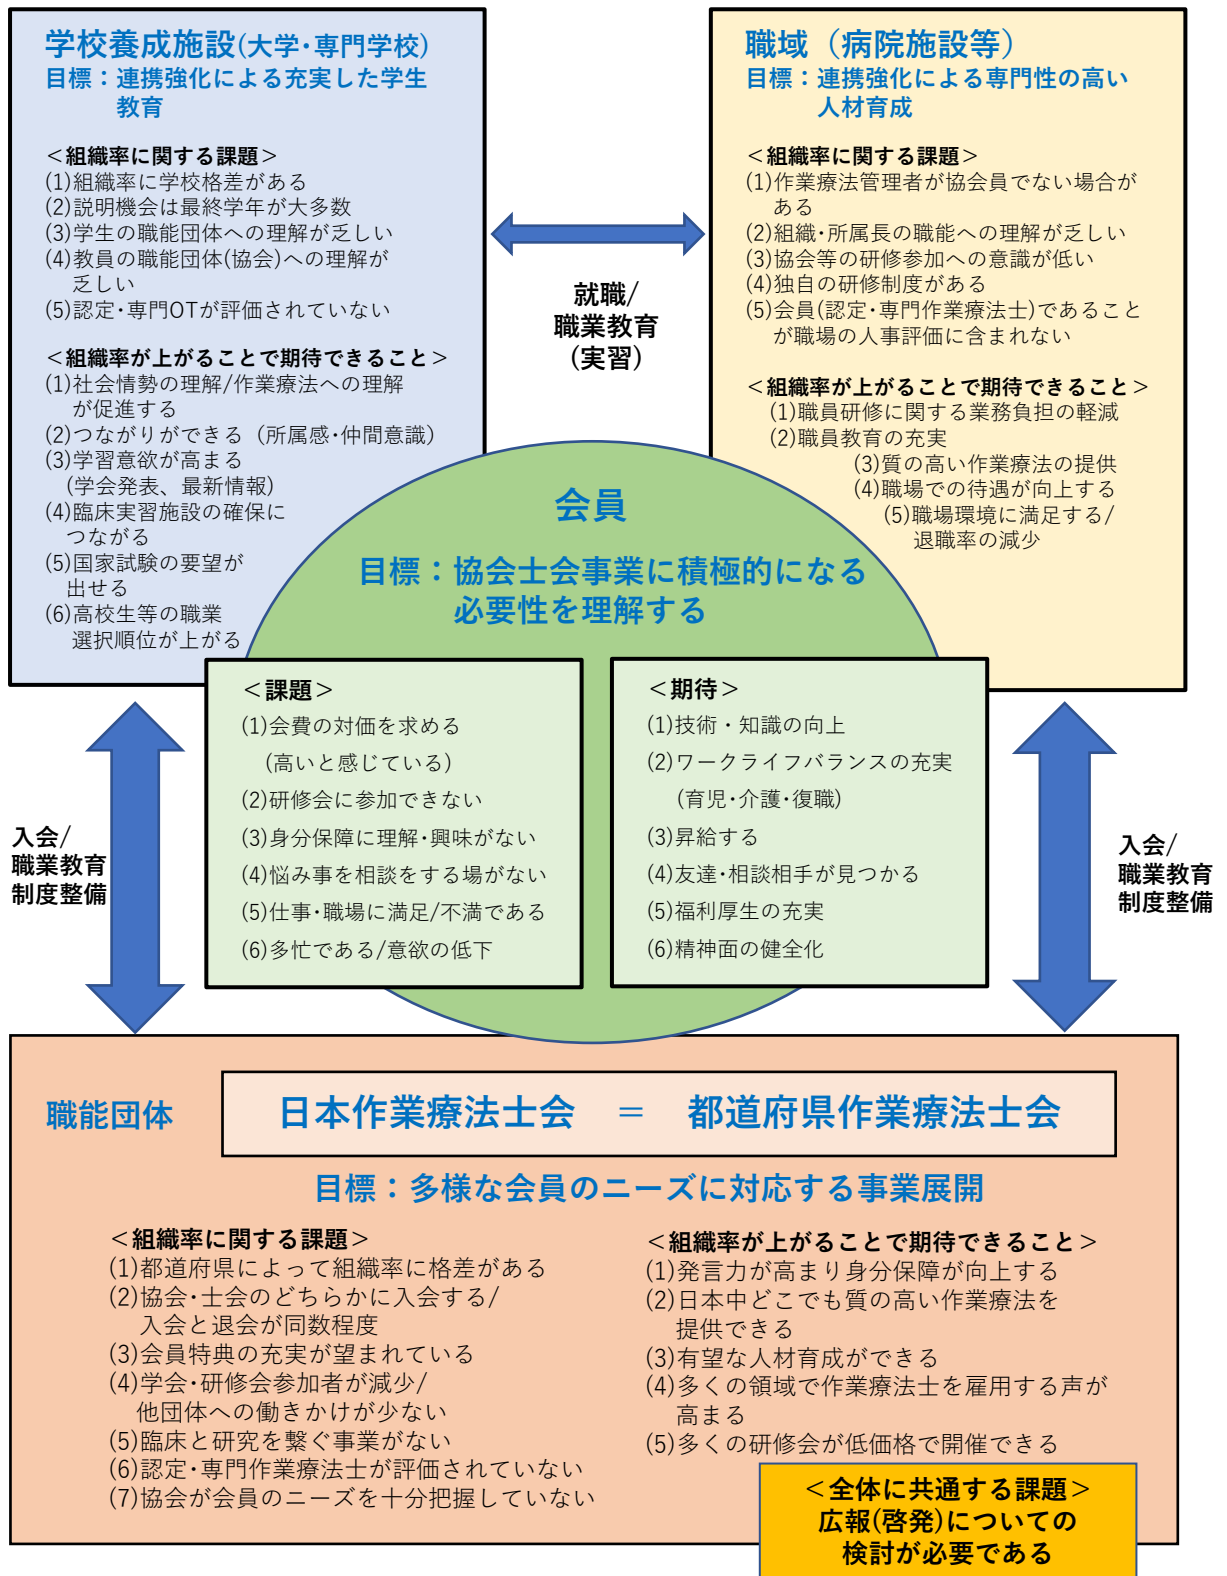 学校養成施設(大学・専門学校)
目標：連携強化による充実した学生
教育
＜組織率に関する課題＞
(1)組織率に学校格差がある
(2)説明機会は最終学年が大多数
(3)学生の職能団体への理解が乏しい
(4)教員の職能団体(協会)への理解が
乏しい
(5)認定・専門OTが評価されていない
＜組織率が上がることで期待できること＞
(1)社会情勢の理解/作業療法への理解
が促進する
(2)つながりができる（所属感・仲間意識）
(3)学習意欲が高まる
(学会発表、最新情報)
(4)臨床実習施設の確保に
つながる
(5)国家試験の要望が
出せる
(6)高校生等の職業
選択順位が上がる
就職/
職業教育
(実習)
職域（病院施設等）
目標：連携強化による専門性の高い
人材育成
＜組織率に関する課題＞
(1)作業療法管理者が協会員でない場合が
ある
(2)組織・所属長の職能への理解が乏しい
(3)協会等の研修参加への意識が低い
(4)独自の研修制度がある
(5)会員(認定・専門作業療法士)であること
が職場の人事評価に含まれない
＜組織率が上がることで期待できること＞
(1)職員研修に関する業務負担の軽減
(2)職員教育の充実
(3)質の高い作業療法の提供
(4)職場での待遇が向上する
(5)職場環境に満足する/
退職率の減少
会員
目標：協会士会事業に積極的になる
必要性を理解する
＜課題＞
(1)会費の対価を求める
(高いと感じている)
(2)研修会に参加できない
(3)身分保障に理解・興味がない
(4)悩み事を相談をする場がない
(5)仕事・職場に満足/不満である
(6)多忙である/意欲の低下
＜期待＞
(1)技術・知識の向上
(2)ワークライフバランスの充実
(育児・介護・復職)
(3)昇給する
(4)友達・相談相手が見つかる
(5)福利厚生の充実
(6)精神面の健全化
入会/
職業教育
制度整備
入会/
職業教育
制度整備
職能団体
日本作業療法士会　＝　都道府県作業療法士会
目標：多様な会員のニーズに対応する事業展開
＜組織率に関する課題＞
(1)都道府県によって組織率に格差がある
(2)協会・士会のどちらかに入会する/
入会と退会が同数程度
(3)会員特典の充実が望まれている
(4)学会・研修会参加者が減少/
他団体への働きかけが少ない
(5)臨床と研究を繋ぐ事業がない
(6)認定・専門作業療法士が評価されていない
(7)協会が会員のニーズを十分把握していない
＜組織率が上がることで期待できること＞
(1)発言力が高まり身分保障が向上する
(2)日本中どこでも質の高い作業療法を
提供できる
(3)有望な人材育成ができる
(4)多くの領域で作業療法士を雇用する声が
高まる
(5)多くの研修会が低価格で開催できる
＜全体に共通する課題＞
広報(啓発)についての
検討が必要である